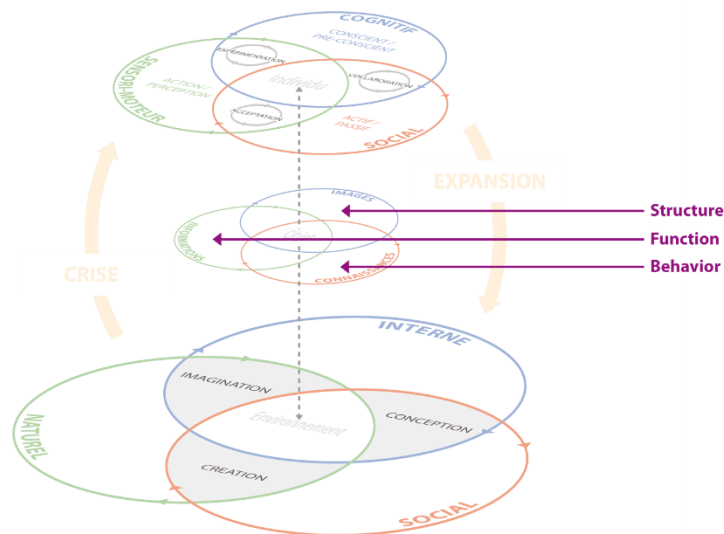 COGNITIF
CONSCIENT /
PRE-CONSCIENT
EXPERIMENTATION
Individu
COLLABORATION
SENSORI-MOTEUR
ACTION /
PERCEPTION
ACCEPTATION
ACTIF /
PASSIF
SOCIAL
EXPANSION
IMAGES
Structure
INFORMATIONS
Objet
Function
CRISE
CONNAISSANCES
Behavior
INTERNE
IMAGINATION
NATUREL
Environnement
CONCEPTION
CREATION
SOCIAL